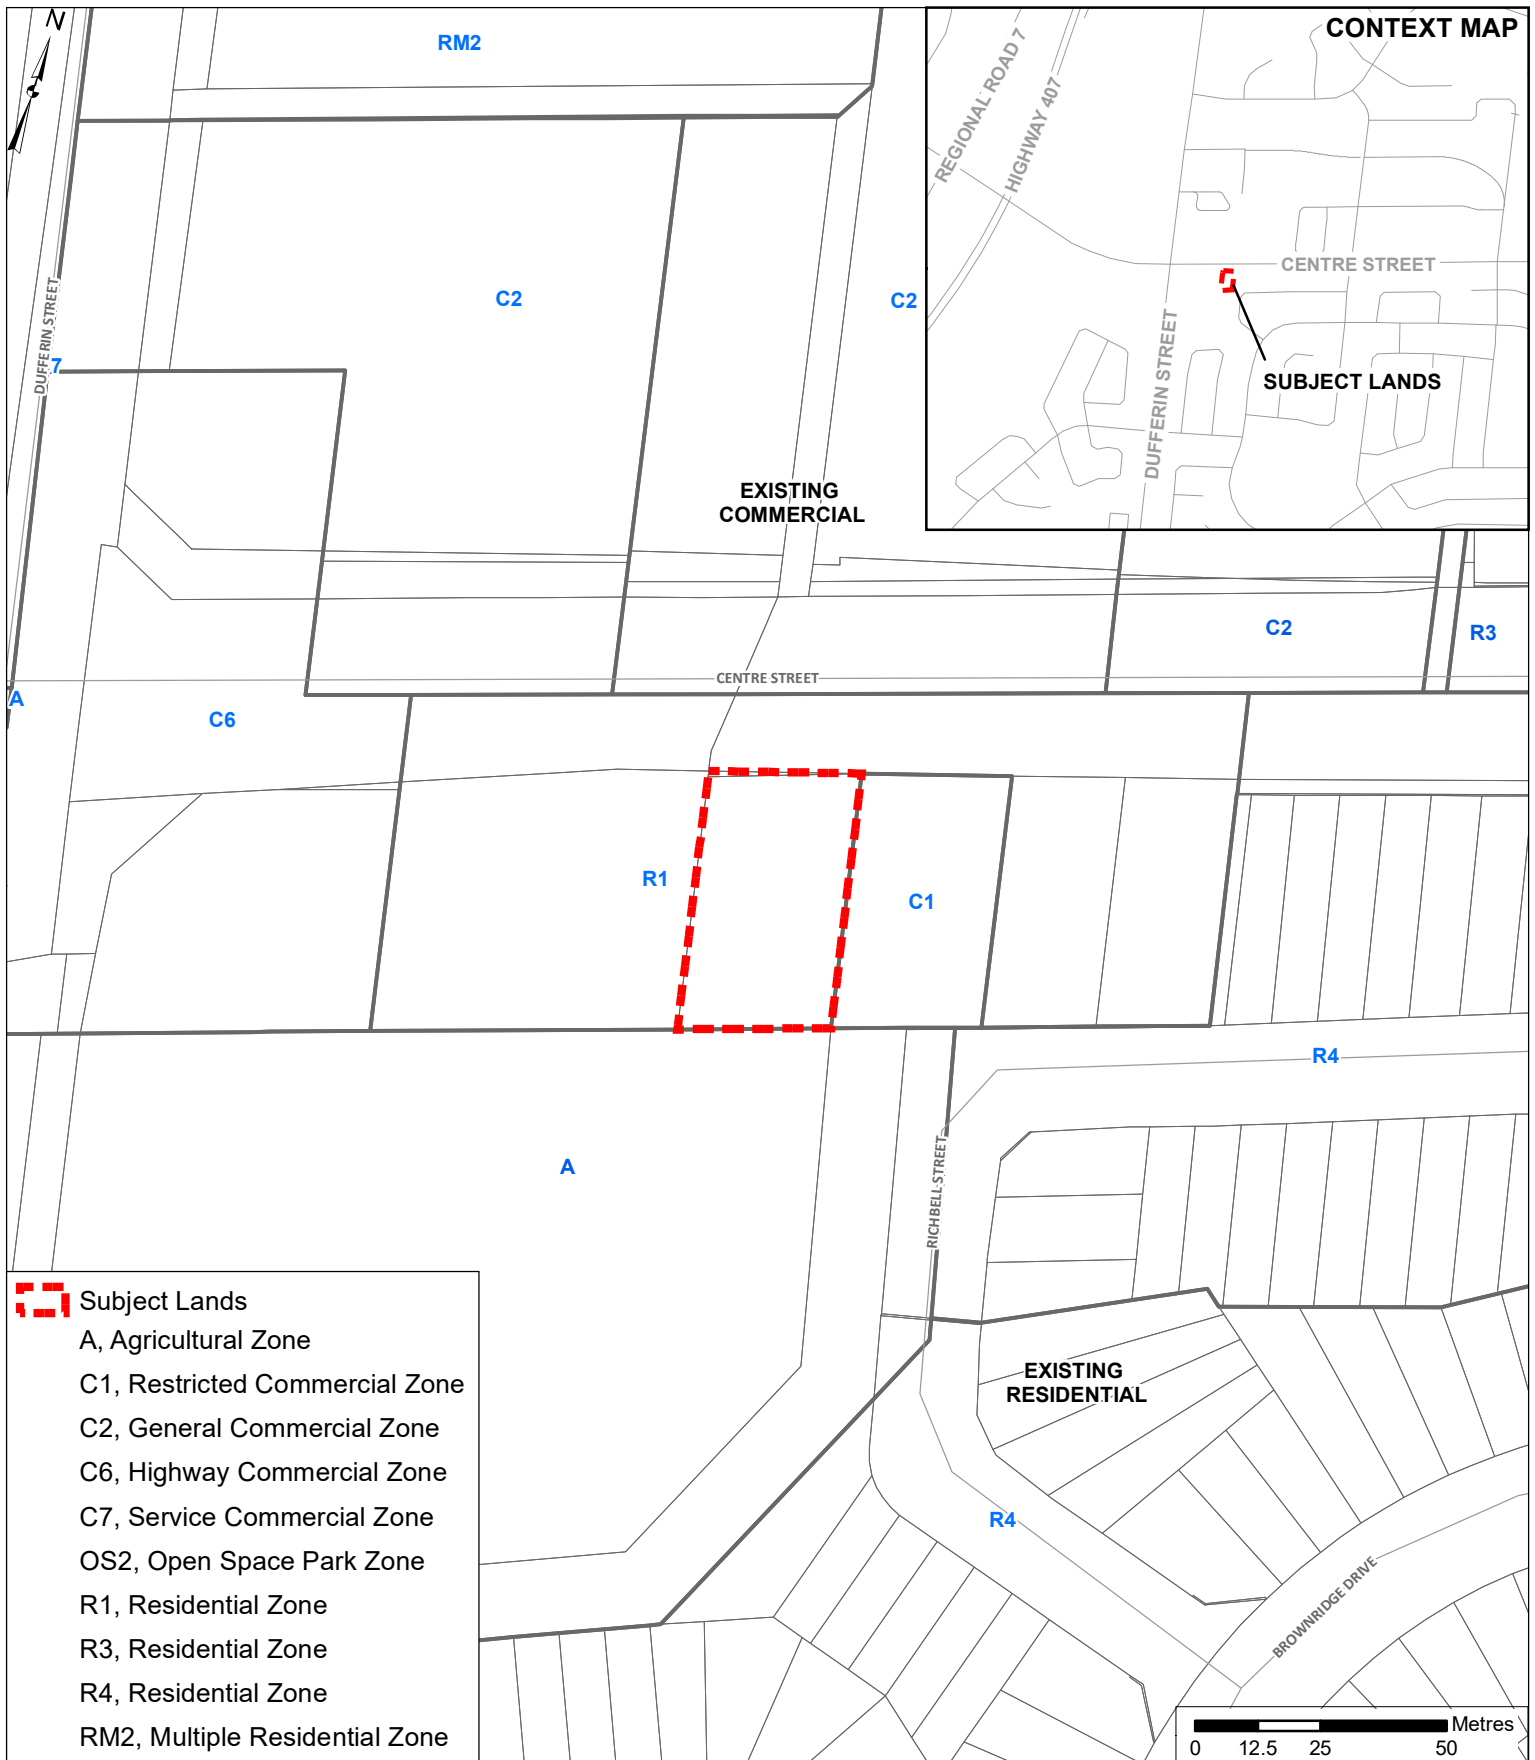 N
RM2
CONTEXT MAP
REGIONAL ROAD 7
HIGHWAY 407
CENTRE STREET
DUFFERIN STREET
SUBJECT LANDS
C2
C2
DUFFERIN STREET
7
EXISTING
COMMERCIAL
C2
R3
CENTRE STREET
A
C6
R1
C1
R4
A
RICHBELL STREET
EXISTING
RESIDENTIAL
R4
BROWNRIDGE DRIVE
Subject Lands
A, Agricultural Zone
C1, Restricted Commercial Zone
C2, General Commercial Zone
C6, Highway Commercial Zone
C7, Service Commercial Zone
OS2, Open Space Park Zone
R1, Residential Zone
R3, Residential Zone
R4, Residential Zone
RM2, Multiple Residential Zone
Metres
0 12.5 25 50